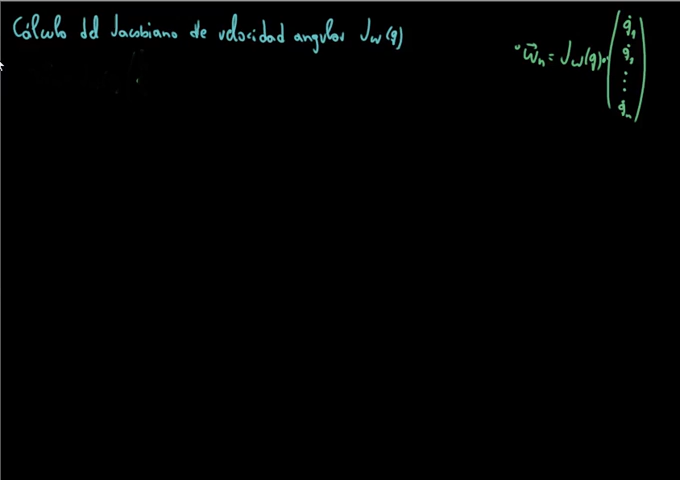 Cálculo del Jacobiano de velocidad angular Jω(q)
⁰ω⃗ₙ = Jω(q)· (q̇₁ q̇₂ ⋮ q̇ₙ)